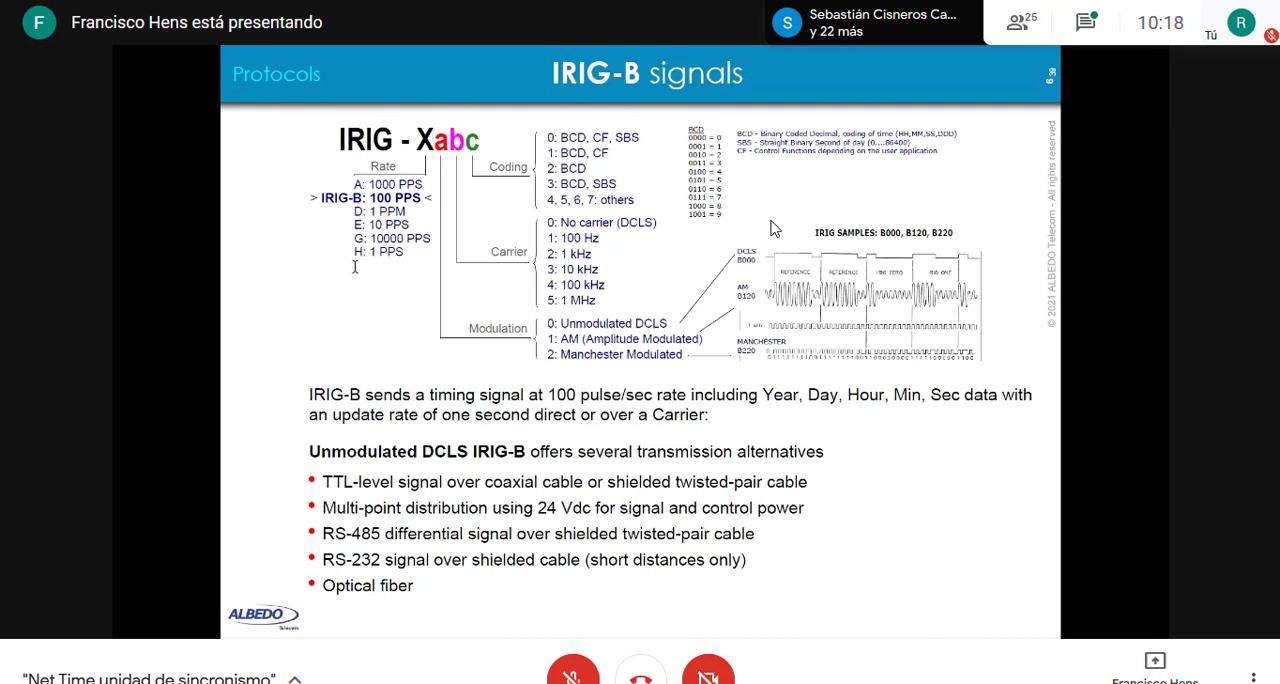 F
Francisco Hens está presentando
S
Sebastián Cisneros Ca...
y 22 más
25
10:18
Tú
R
Protocols
IRIG-B signals
6 39
IRIG - Xabc
Rate
A: 1000 PPS
> IRIG-B: 100 PPS <
D: 1 PPM
E: 10 PPS
G: 10000 PPS
H: 1 PPS
Coding
0: BCD, CF, SBS
1: BCD, CF
2: BCD
3: BCD, SBS
4, 5, 6, 7: others
Carrier
0: No carrier (DCLS)
1: 100 Hz
2: 1 kHz
3: 10 kHz
4: 100 kHz
5: 1 MHz
Modulation
0: Unmodulated DCLS
1: AM (Amplitude Modulated)
2: Manchester Modulated
BCD
0000 = 0
0001 = 1
0010 = 2
0011 = 3
0100 = 4
0101 = 5
0110 = 6
0111 = 7
1000 = 8
1001 = 9
BCD - Binary Coded Decimal, coding of time (HH,MM,SS,DDD)
SBS - Straight Binary Second of day (0....86400)
CF - Control Functions depending on the user application
IRIG SAMPLES: B000, B120, B220
DCLS
B000
REFERENCE
REFERENCE
IRIG ZERO
IRIG ONE
AM
B120
MANCHESTER
B220
© 2021 ALBEDO Telecom - All rights reserved
IRIG-B sends a timing signal at 100 pulse/sec rate including Year, Day, Hour, Min, Sec data with
an update rate of one second direct or over a Carrier:
Unmodulated DCLS IRIG-B offers several transmission alternatives
• TTL-level signal over coaxial cable or shielded twisted-pair cable
• Multi-point distribution using 24 Vdc for signal and control power
• RS-485 differential signal over shielded twisted-pair cable
• RS-232 signal over shielded cable (short distances only)
• Optical fiber
ALBEDO
Telecom
"Net Time unidad de sincronismo"
Francisco Hens